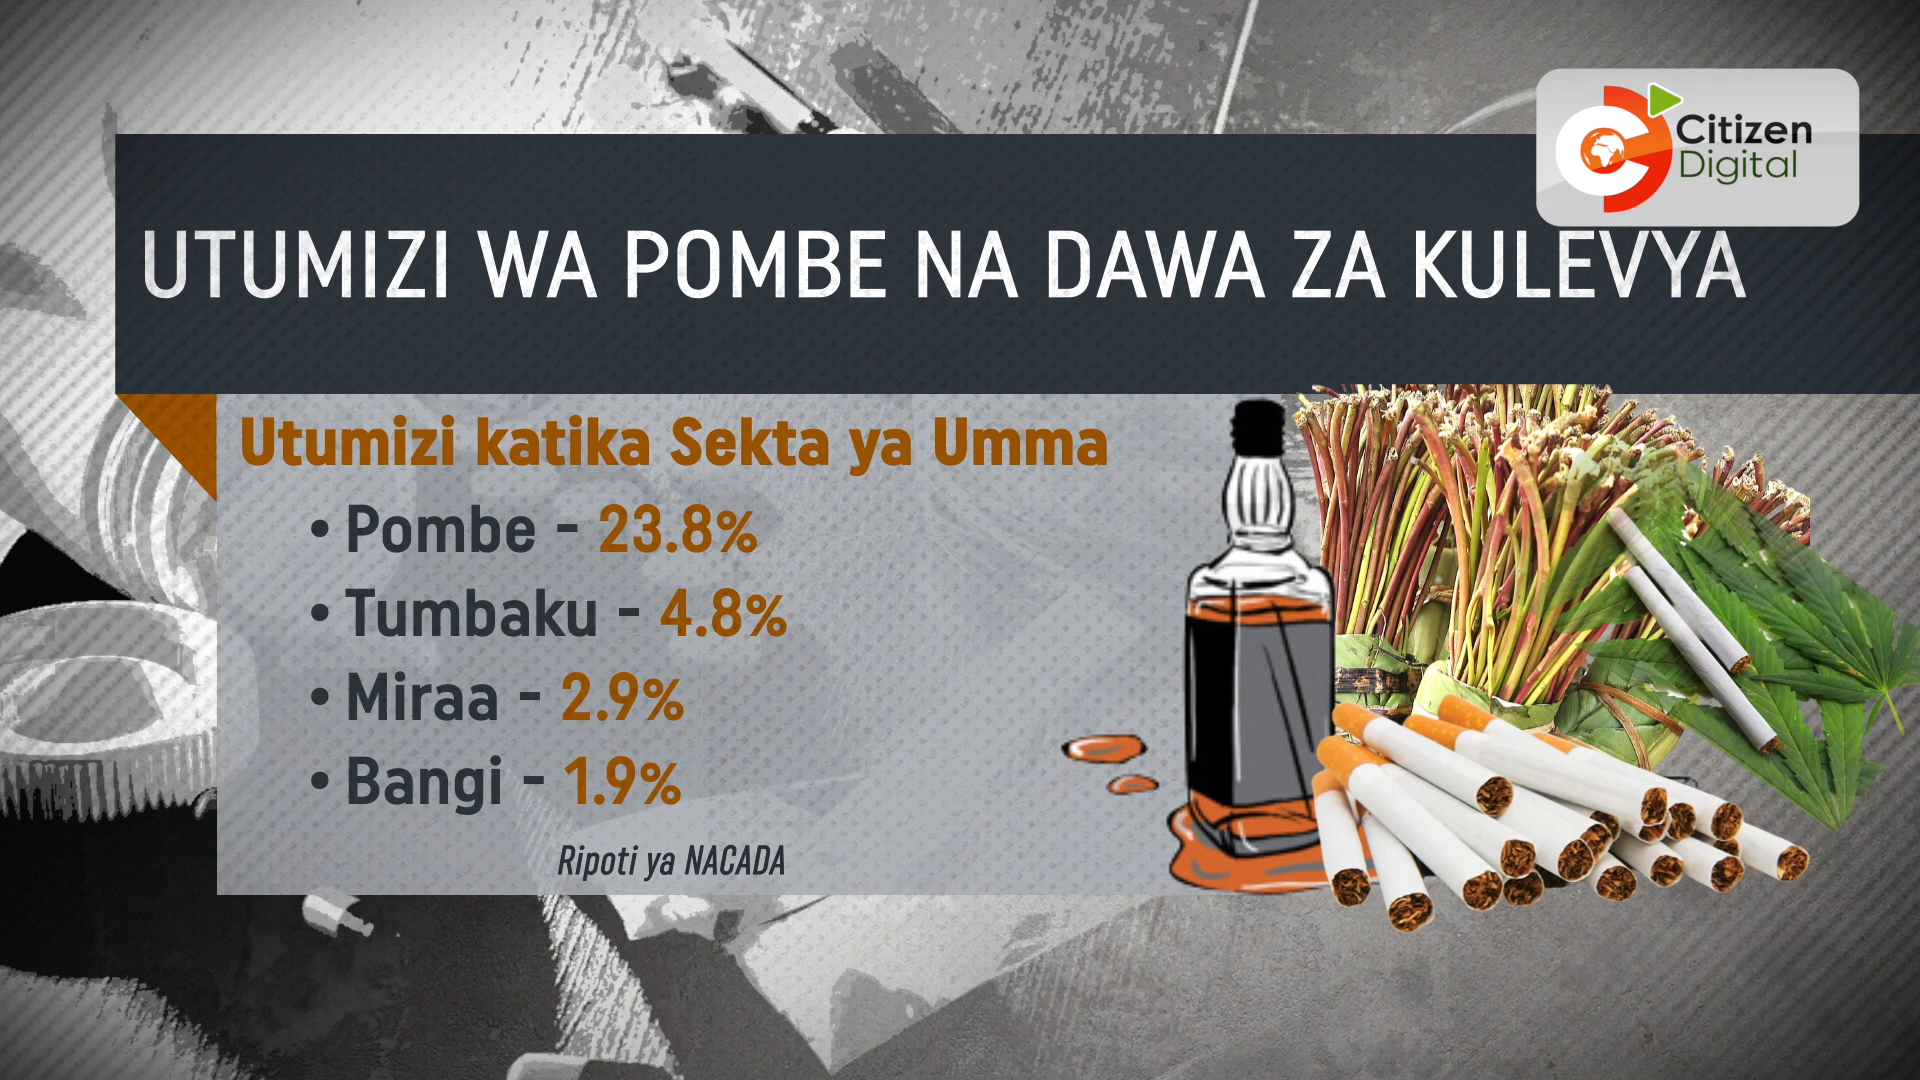 Citizen
Digital
UTUMIZI WA POMBE NA DAWA ZA KULEVYA
Utumizi katika Sekta ya Umma
• Pombe - 23.8%
• Tumbaku - 4.8%
• Miraa - 2.9%
• Bangi - 1.9%
Ripoti ya NACADA